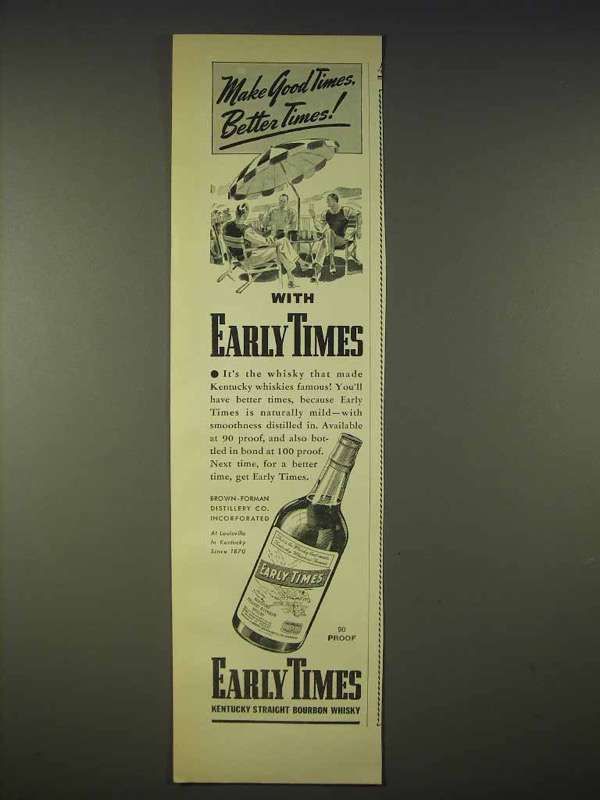 Make Good Times,
Better Times!
WITH
EARLY TIMES
● It's the whisky that made
Kentucky whiskies famous! You'll
have better times, because Early
Times is naturally mild—with
smoothness distilled in. Available
at 90 proof, and also bot-
tled in bond at 100 proof.
Next time, for a better
time, get Early Times.
BROWN-FORMAN
DISTILLERY CO.
INCORPORATED
At Louisville
In Kentucky
Since 1870
EARLY TIMES
90
PROOF
EARLY TIMES
KENTUCKY STRAIGHT BOURBON WHISKY